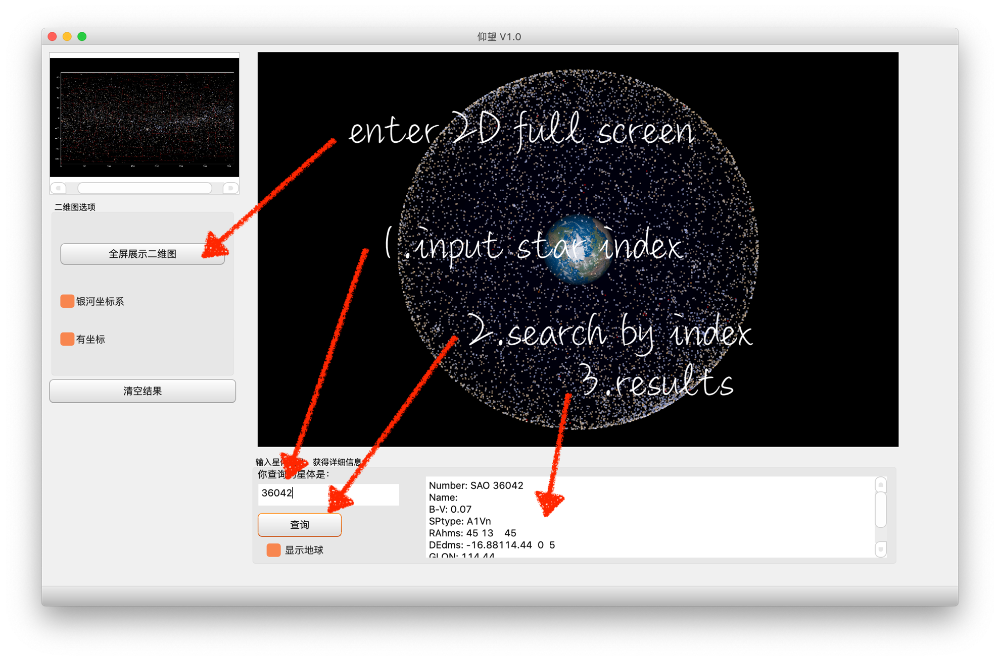 仰望 V1.0
enter 2D full screen
二维图选项
全屏展示二维图
1.input star index
银河坐标系
有坐标
2.search by index
清空结果
3.results
输入星 获得详细信息
你查询 星体是：
36042
查询
显示地球
Number: SAO 36042
Name:
B-V: 0.07
SPtype: A1Vn
RAhms: 45 13 45
DEdms: -16.88114.44 0 5
GLON: 114.44